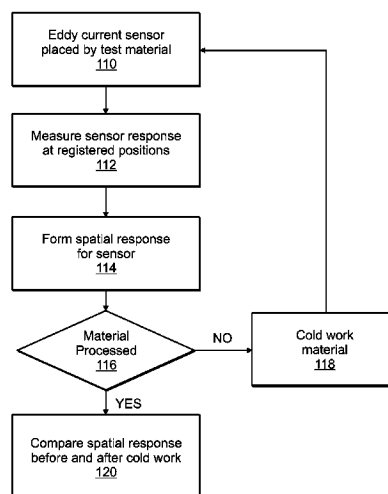 Eddy current sensor
placed by test material
110
Measure sensor response
at registered positions
112
Form spatial response
for sensor
114
Material
Processed
116
NO
Cold work
material
118
YES
Compare spatial response
before and after cold work
120